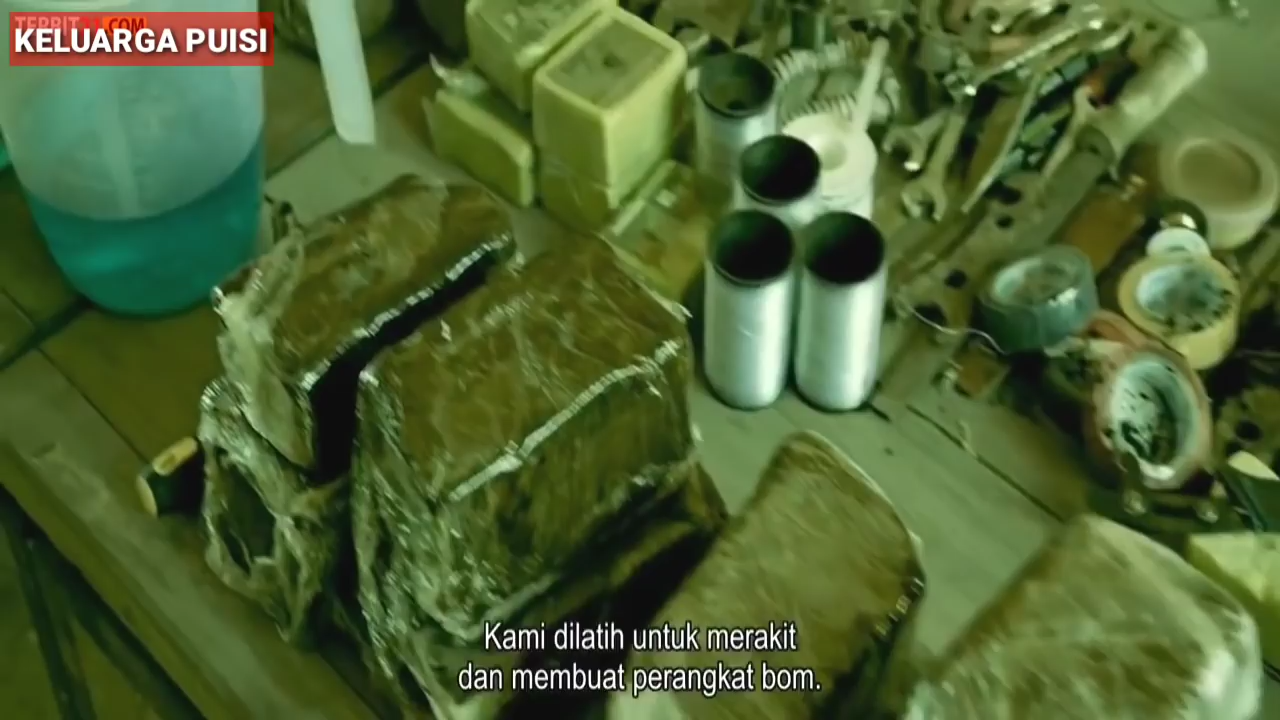 KELUARGA PUISI
Kami dilatih untuk merakit
dan membuat perangkat bom.